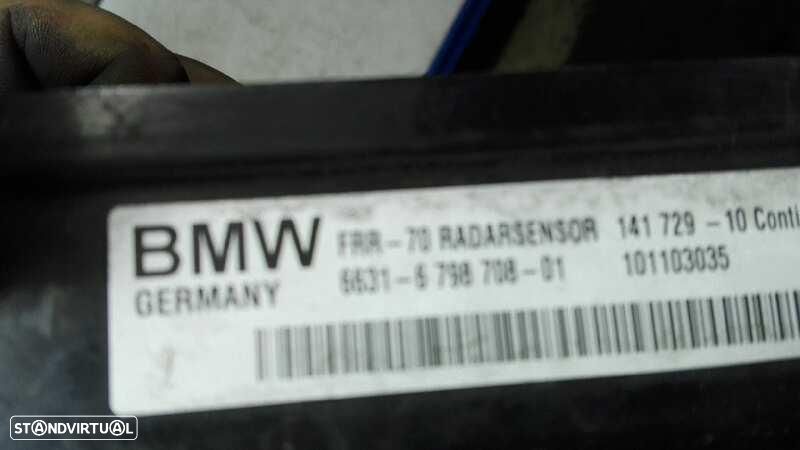 BMW FRR-70 RADARSENSOR 141 729-10 Conti
GERMANY 6631-6 798 708-01 101103035
STANDVIRTUAL